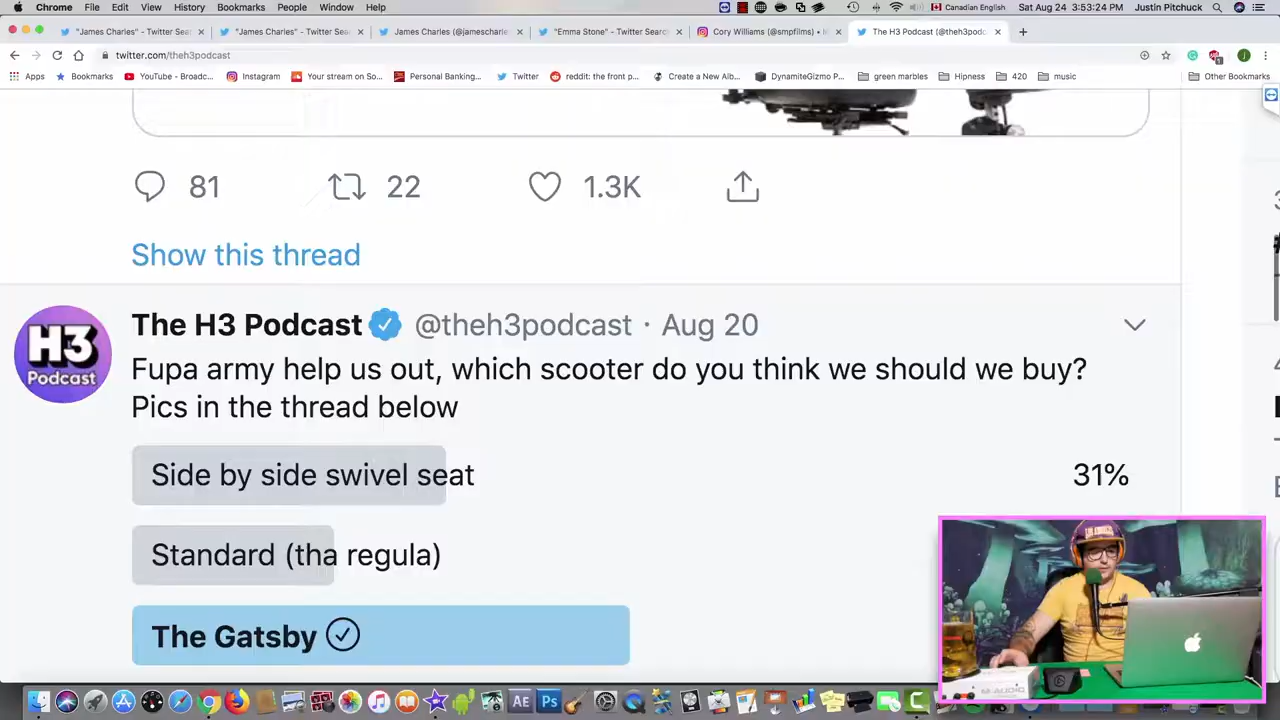 Chrome File Edit View History Bookmarks People Window Help Canadian English Sat Aug 24 3:53:24 PM Justin Pitchuck
"James Charles" - Twitter Sear "James Charles" - Twitter Sear James Charles (@jamescharle "Emma Stone" - Twitter Searc Cory Williams (@smpfilms) • The H3 Podcast (@theh3podc
twitter.com/theh3podcast
Apps Bookmarks YouTube - Broadc... Instagram Your stream on So... Personal Banking... Twitter reddit: the front p... Create a New Alb... DynamiteGizmo P... green marbles Hipness 420 music Other Bookmarks
81 22 1.3K
Show this thread
The H3 Podcast @theh3podcast · Aug 20
H3
Podcast
Fupa army help us out, which scooter do you think we should we buy?
Pics in the thread below
Side by side swivel seat 31%
Standard (tha regula)
The Gatsby
M-AUDIO
AE Ps